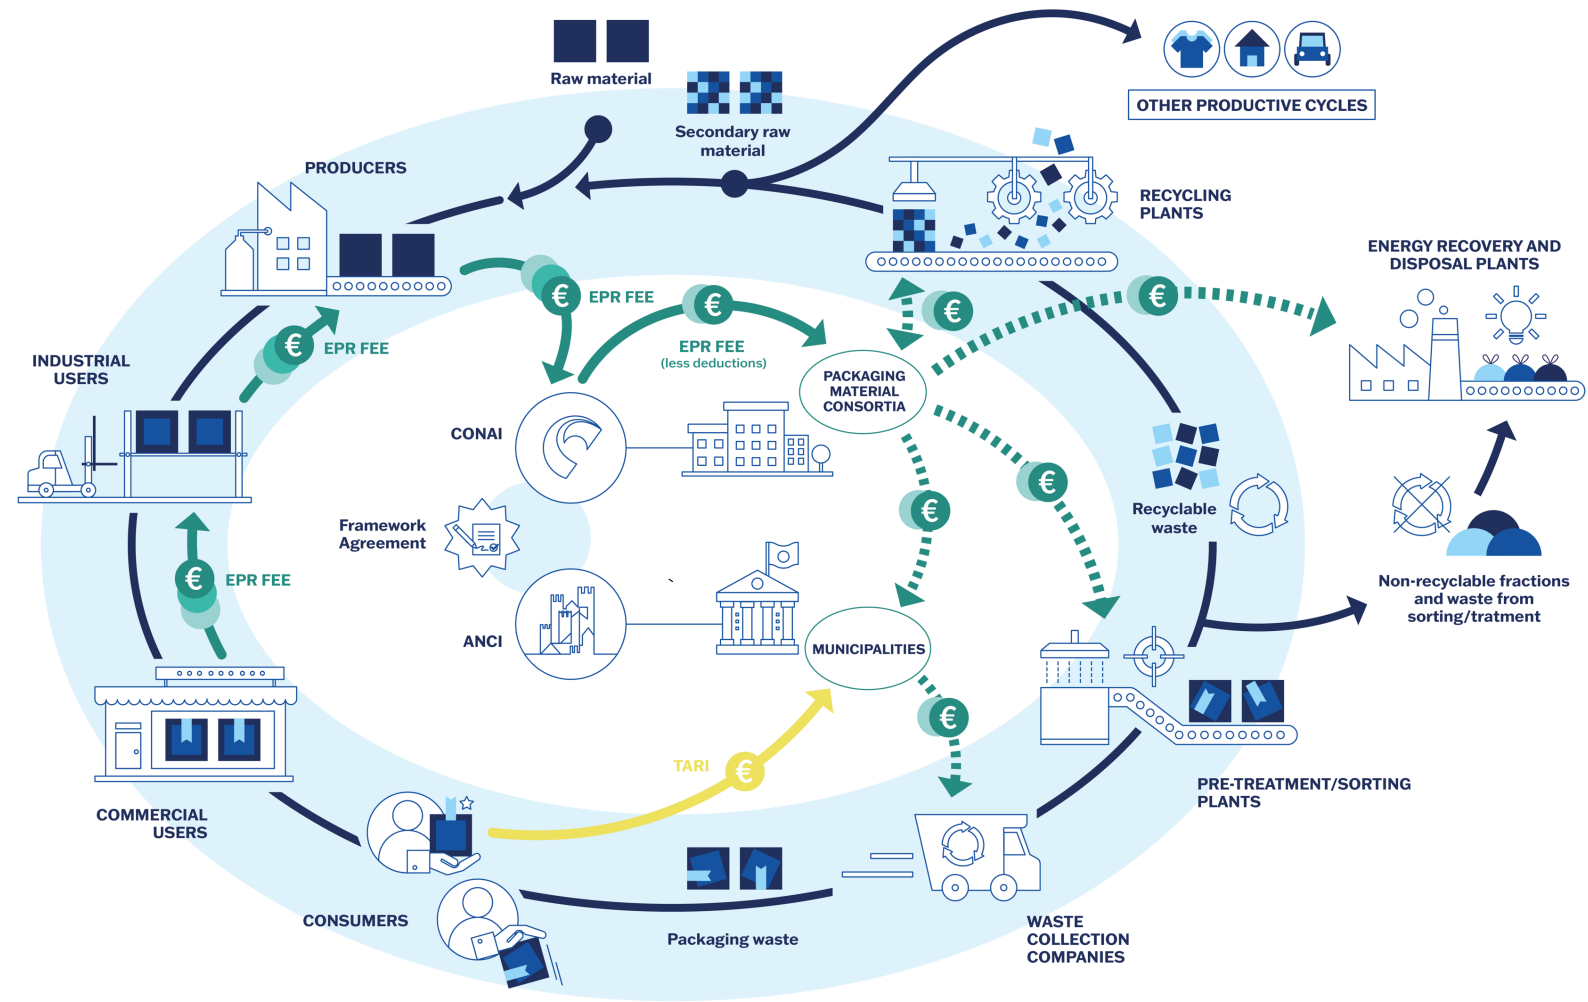 Raw material
Secondary raw
material
OTHER PRODUCTIVE CYCLES
PRODUCERS
RECYCLING
PLANTS
ENERGY RECOVERY AND
DISPOSAL PLANTS
€
EPR FEE
€
EPR FEE
(less deductions)
€
€
€
EPR FEE
INDUSTRIAL
USERS
PACKAGING
MATERIAL
CONSORTIA
CONAI
€
€
Recyclable
waste
Framework
Agreement
€
EPR FEE
Non-recyclable fractions
and waste from
sorting/tratment
ANCI
MUNICIPALITIES
€
TARI
€
PRE-TREATMENT/SORTING
PLANTS
COMMERCIAL
USERS
CONSUMERS
Packaging waste
WASTE
COLLECTION
COMPANIES